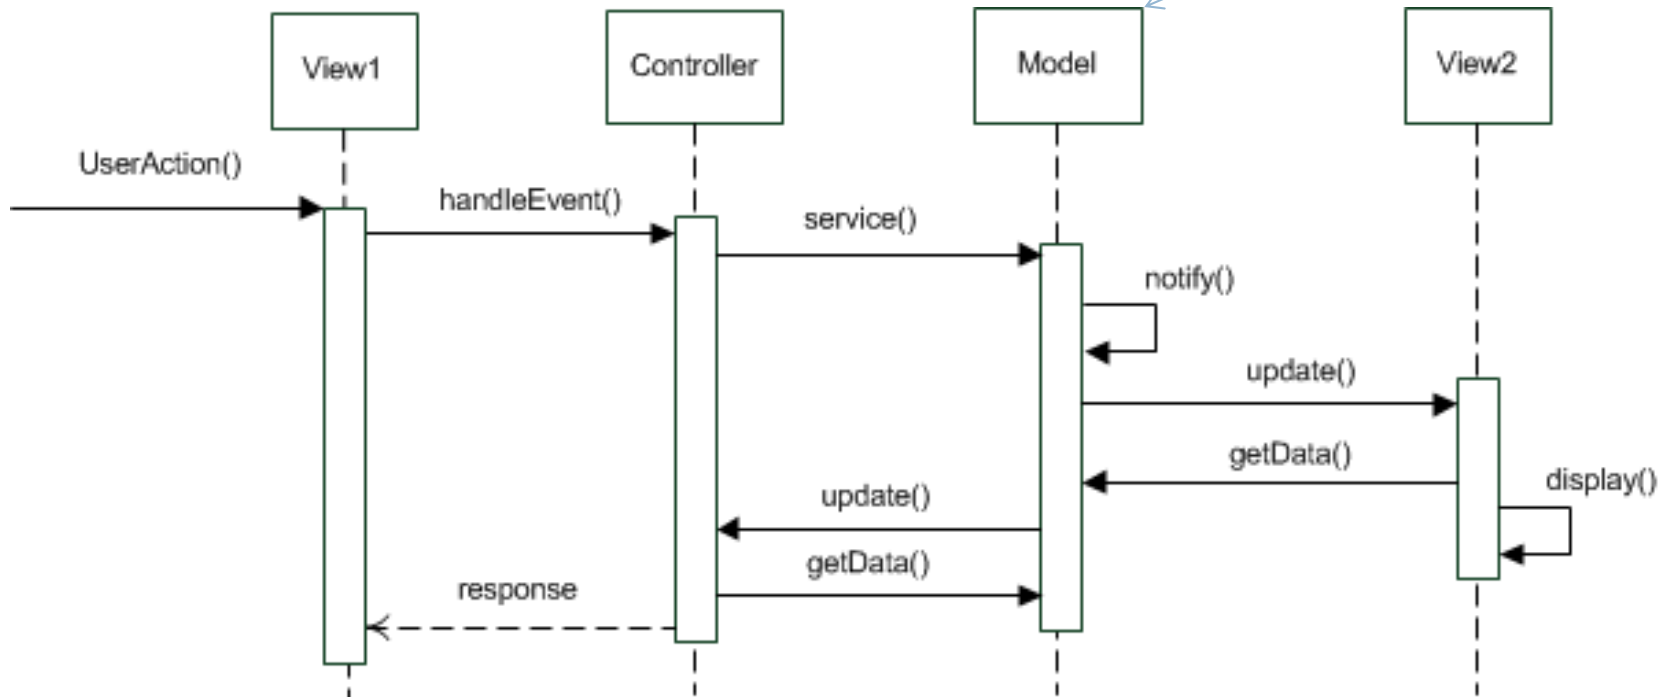 View1
Controller
Model
View2
UserAction()
handleEvent()
service()
notify()
update()
getData()
display()
update()
getData()
response